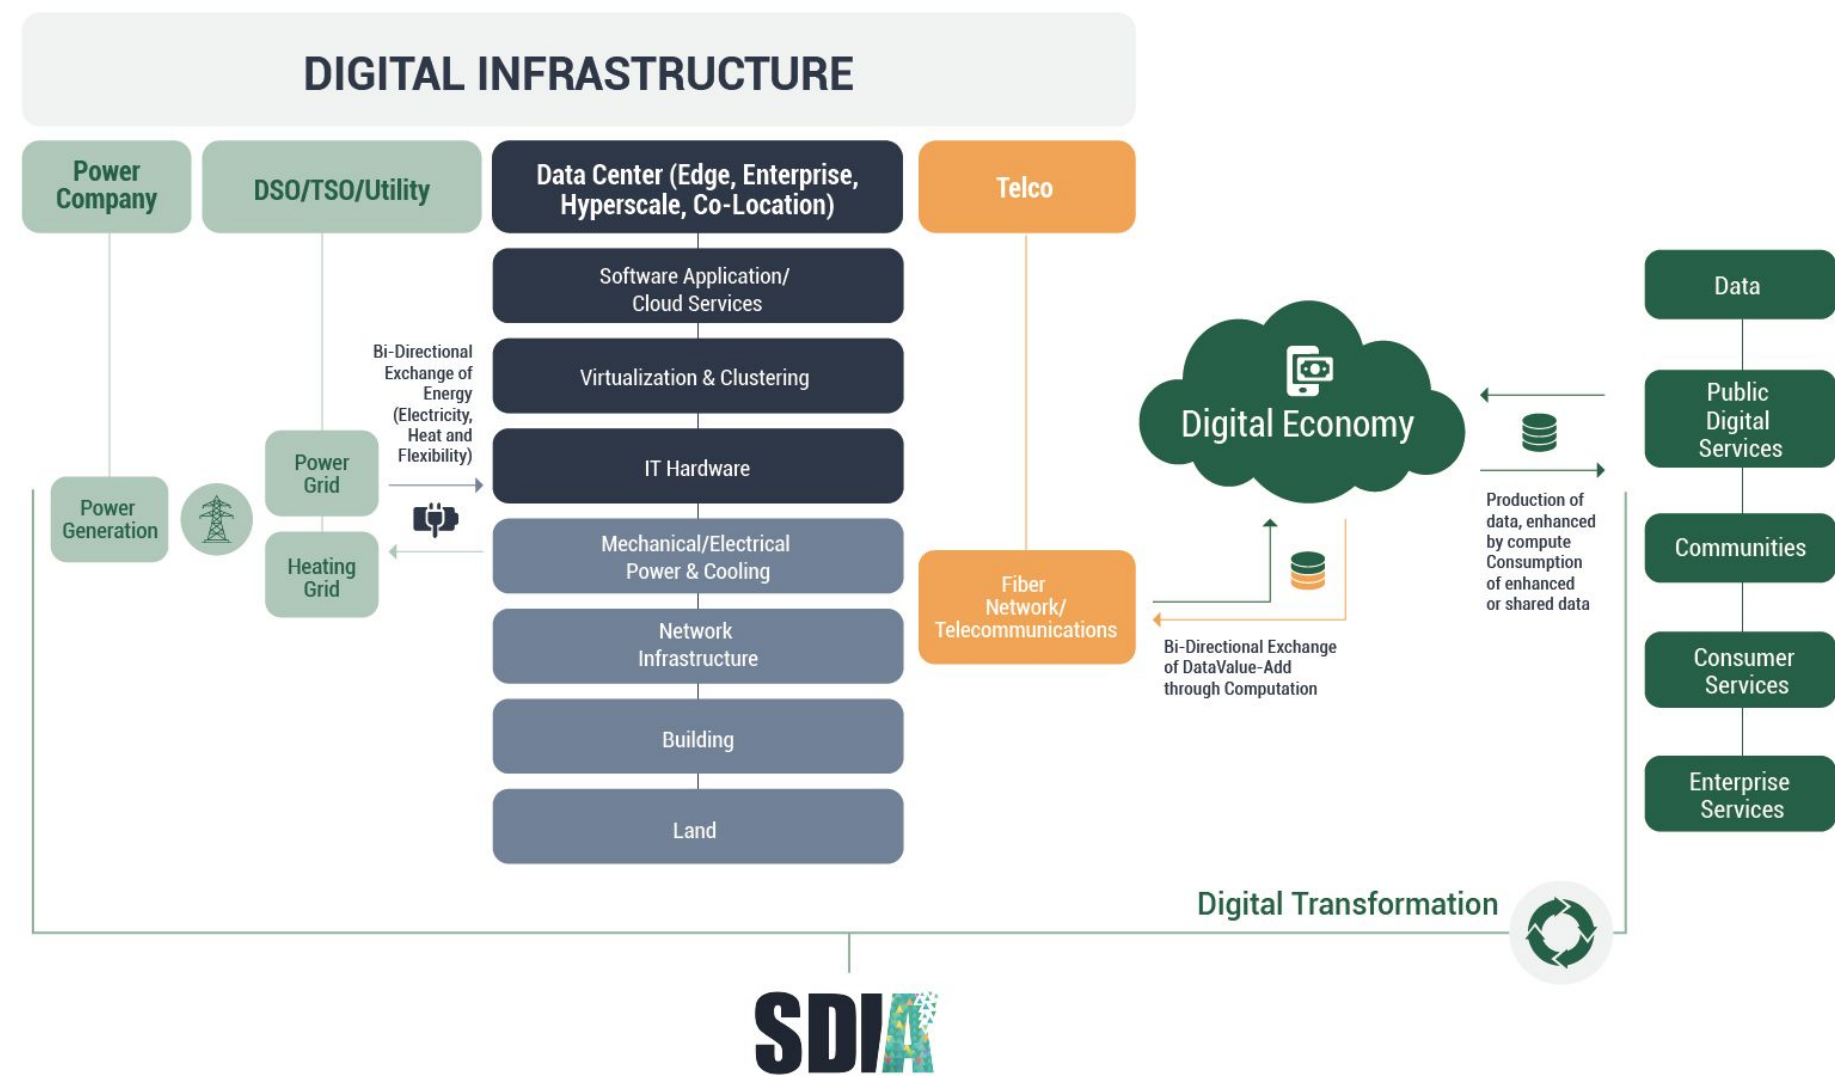 DIGITAL INFRASTRUCTURE
Power
Company
DSO/TSO/Utility
Data Center (Edge, Enterprise,
Hyperscale, Co-Location)
Telco
Software Application/
Cloud Services
Virtualization & Clustering
IT Hardware
Mechanical/Electrical
Power & Cooling
Network
Infrastructure
Building
Land
Power
Generation
Power
Grid
Heating
Grid
Bi-Directional
Exchange of
Energy
(Electricity,
Heat and
Flexibility)
Fiber
Network/
Telecommunications
Digital Economy
Bi-Directional Exchange
of DataValue-Add
through Computation
Production of
data, enhanced
by compute
Consumption
of enhanced
or shared data
Data
Public
Digital
Services
Communities
Consumer
Services
Enterprise
Services
Digital Transformation
SDIA